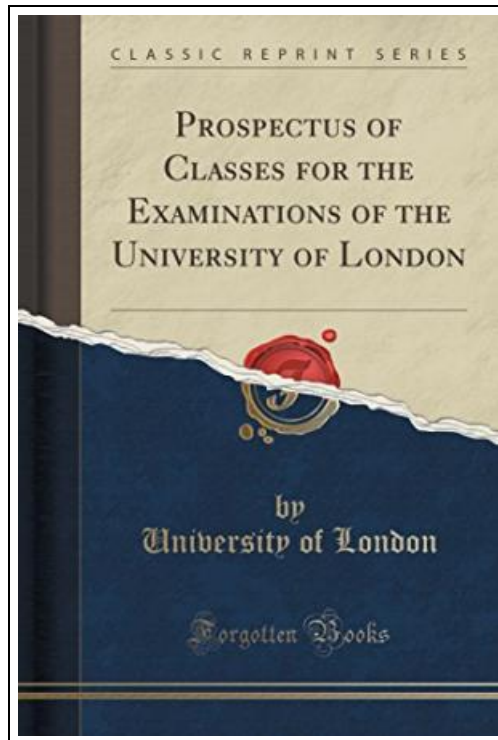 CLASSIC REPRINT SERIES
PROSPECTUS OF
CLASSES FOR THE
EXAMINATIONS OF THE
UNIVERSITY OF LONDON
by
University of London
Forgotten Books